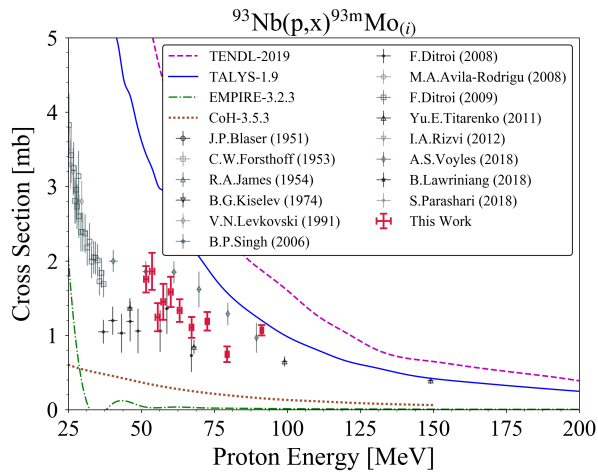 ⁹³Nb(p,x)⁹³ᵐMo₍ᵢ₎
Cross Section [mb]
5
4
3
2
1
0
TENDL-2019
TALYS-1.9
EMPIRE-3.2.3
CoH-3.5.3
J.P.Blaser (1951)
C.W.Forsthoff (1953)
R.A.James (1954)
B.G.Kiselev (1974)
V.N.Levkovski (1991)
B.P.Singh (2006)
F.Ditroi (2008)
M.A.Avila-Rodrigu (2008)
F.Ditroi (2009)
Yu.E.Titarenko (2011)
I.A.Rizvi (2012)
A.S.Voyles (2018)
B.Lawriniang (2018)
S.Parashari (2018)
This Work
25 50 75 100 125 150 175 200
Proton Energy [MeV]